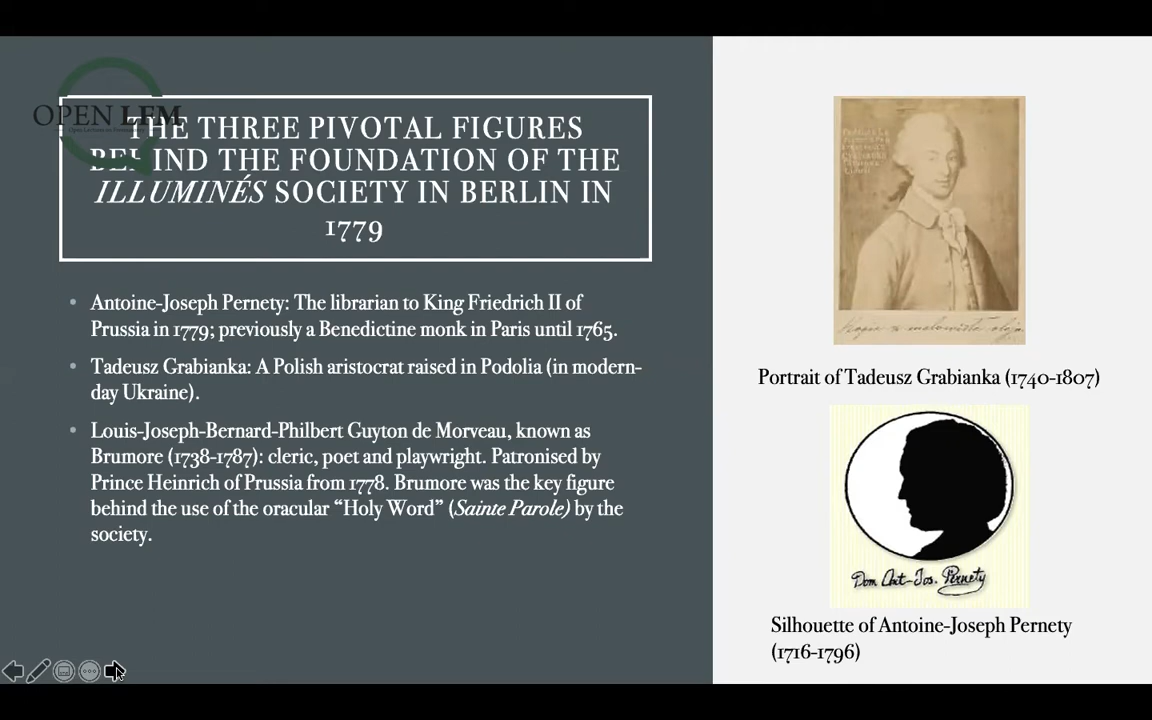 OPEN LFM
Open Lectures on Freemasonry
THE THREE PIVOTAL FIGURES
BEHIND THE FOUNDATION OF THE
ILLUMINÉS SOCIETY IN BERLIN IN
1779
• Antoine-Joseph Pernety: The librarian to King Friedrich II of
Prussia in 1779; previously a Benedictine monk in Paris until 1765.
• Tadeusz Grabianka: A Polish aristocrat raised in Podolia (in modern-
day Ukraine).
• Louis-Joseph-Bernard-Philbert Guyton de Morveau, known as
Brumore (1738-1787): cleric, poet and playwright. Patronised by
Prince Heinrich of Prussia from 1778. Brumore was the key figure
behind the use of the oracular “Holy Word” (Sainte Parole) by the
society.
Portrait of Tadeusz Grabianka (1740-1807)
Dom Ant-Jos. Pernety
Silhouette of Antoine-Joseph Pernety
(1716-1796)